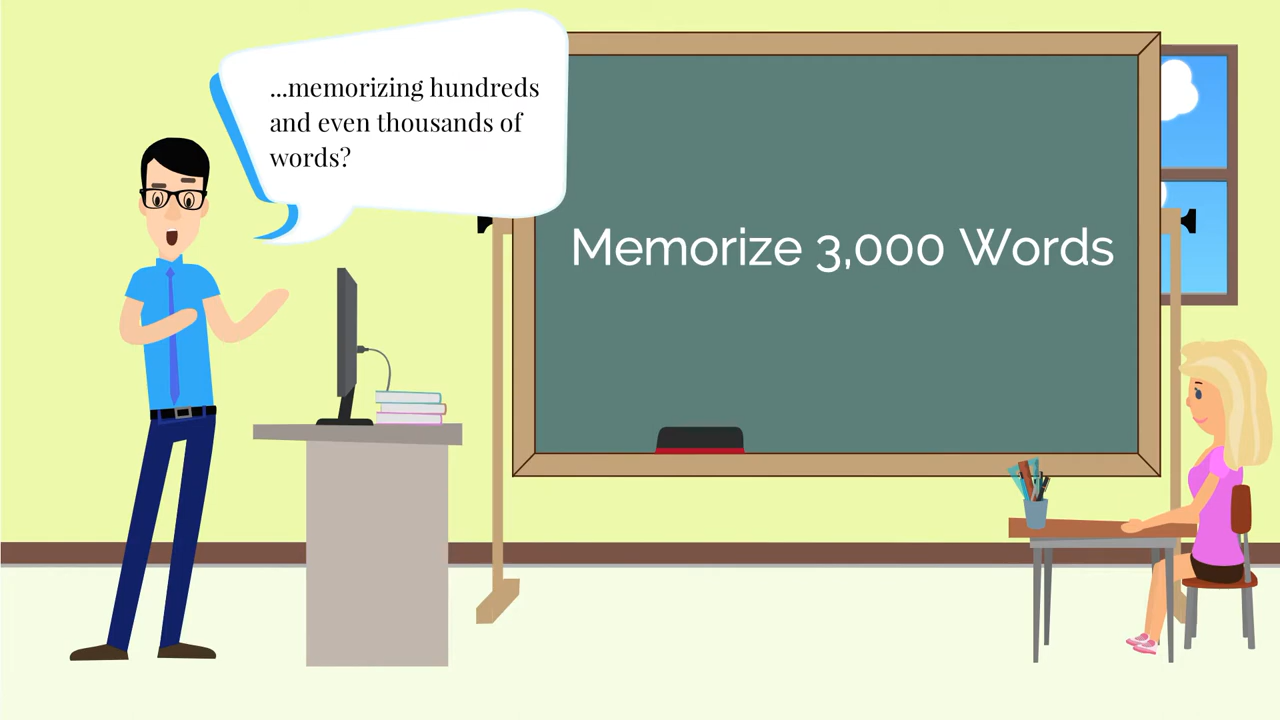 ...memorizing hundreds
and even thousands of
words?
Memorize 3,000 Words